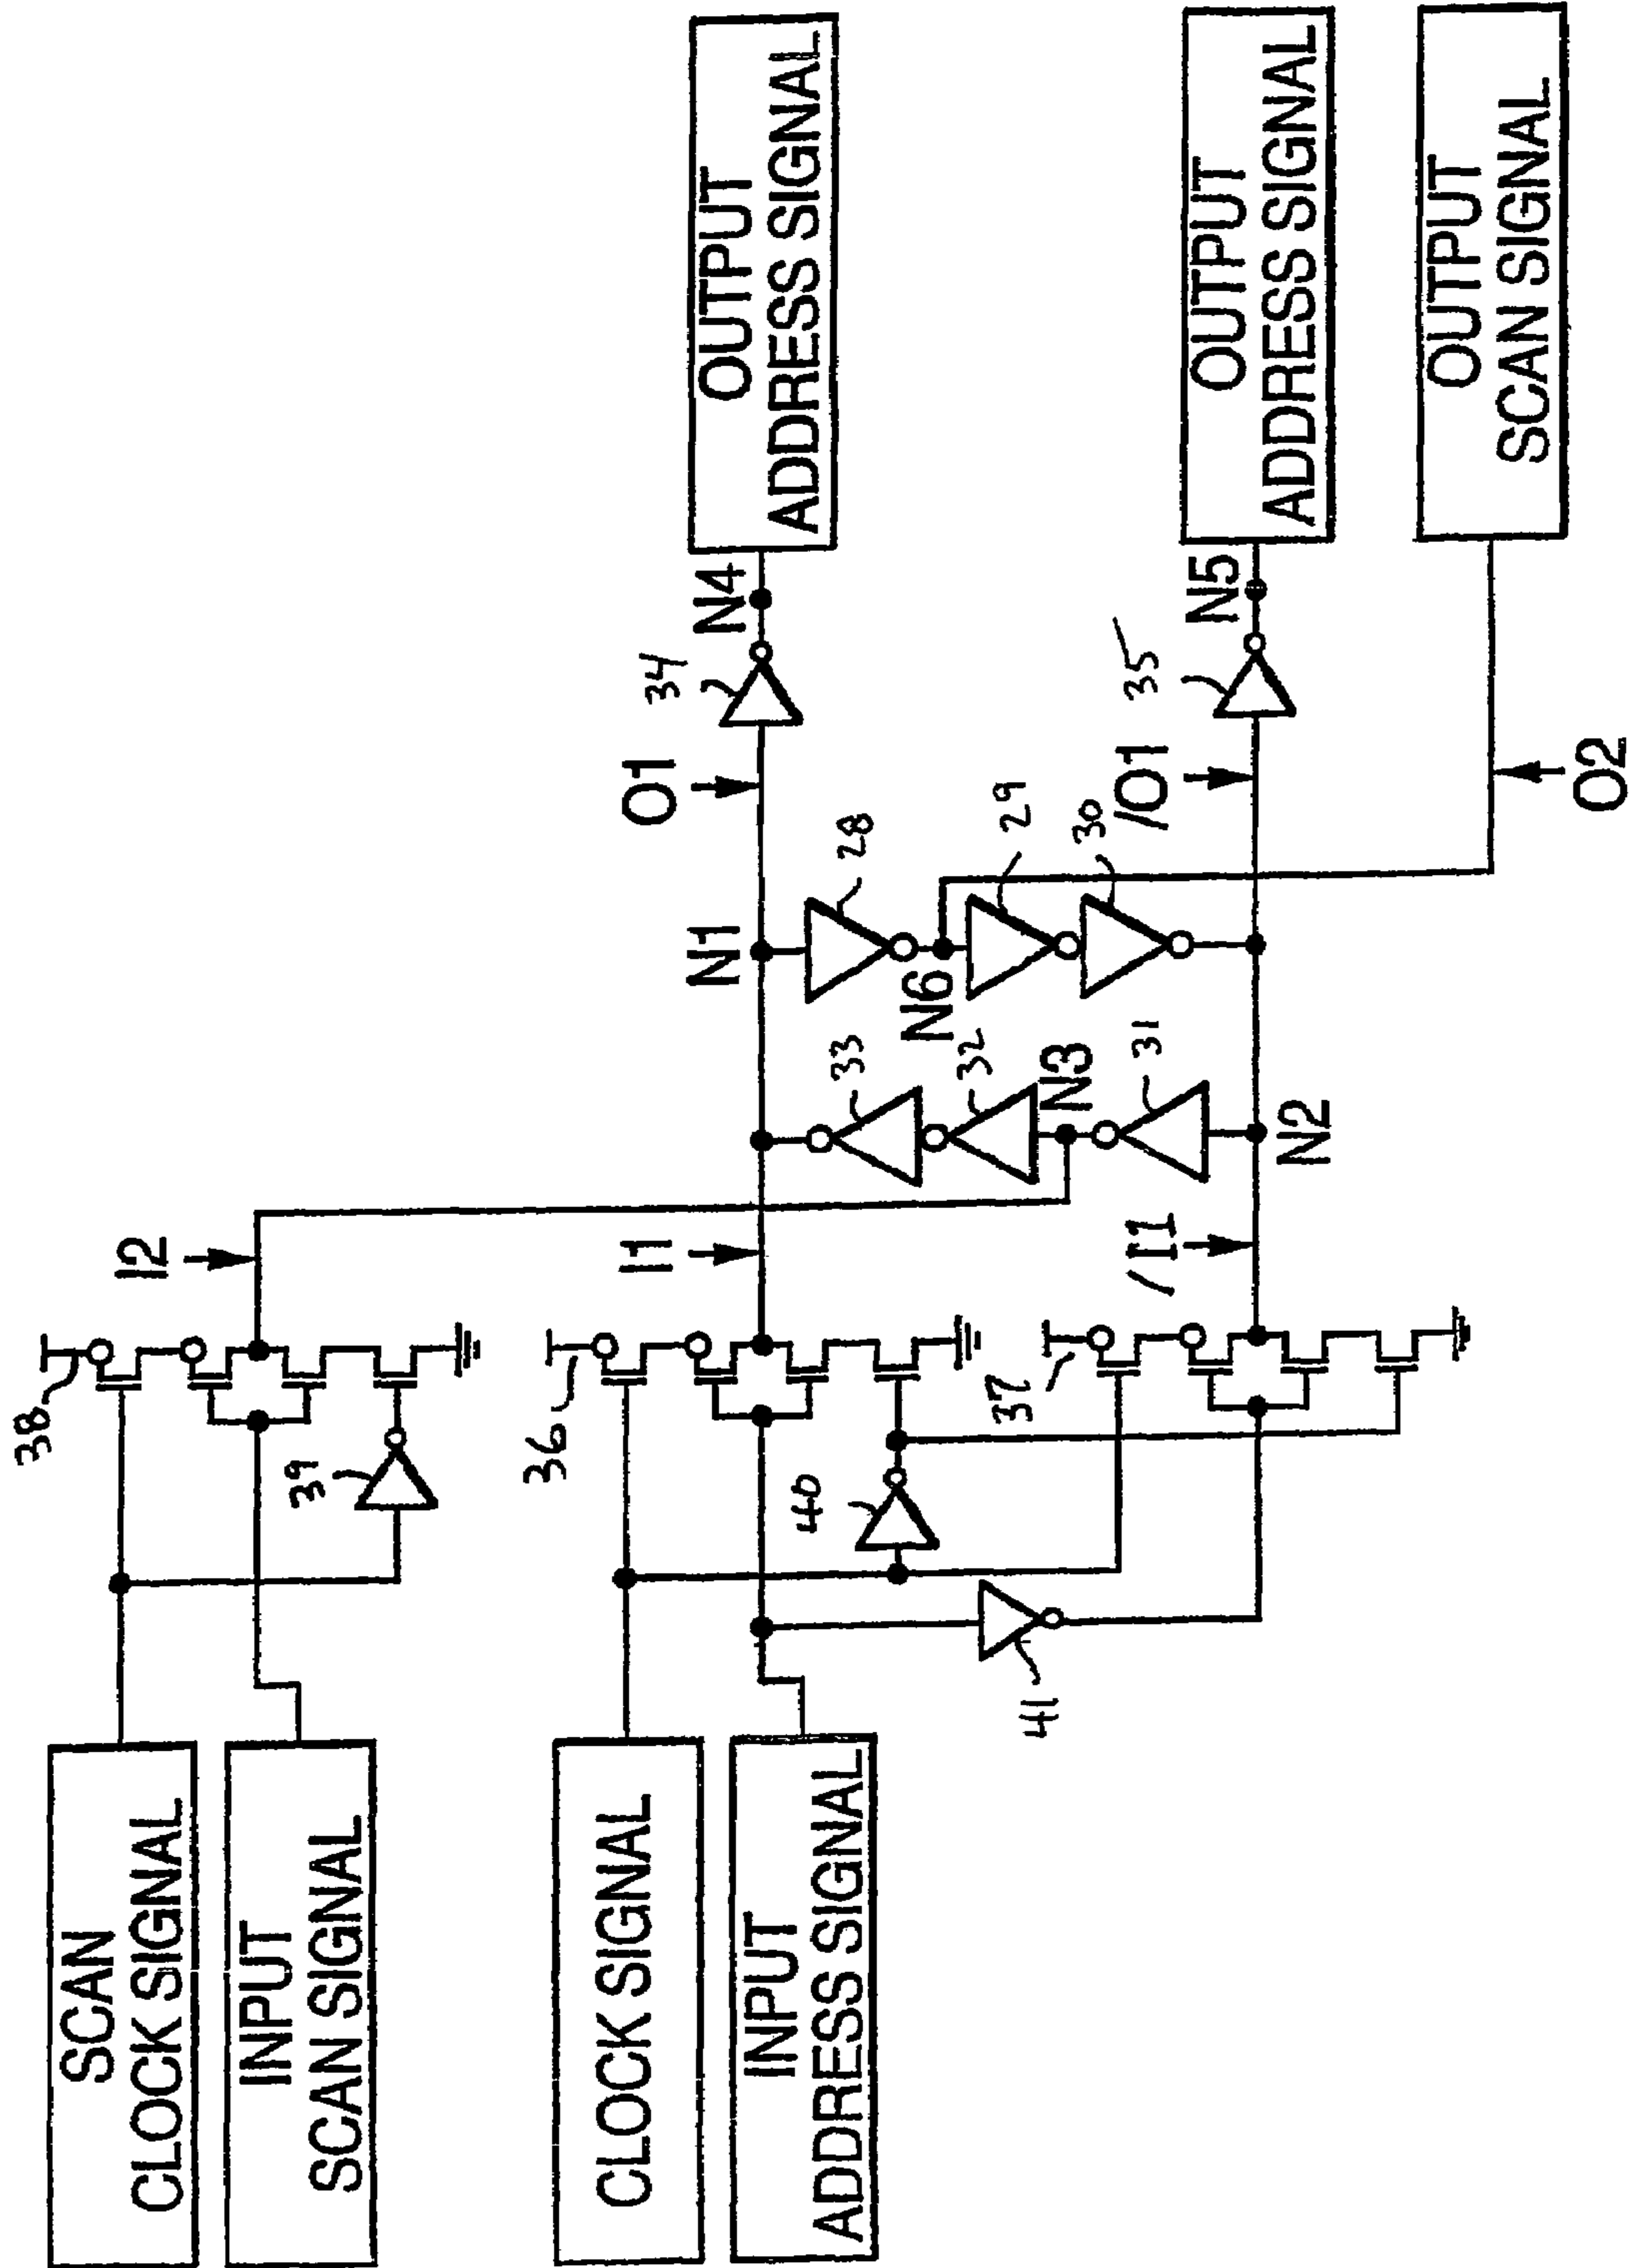 SCAN
CLOCK SIGNAL
INPUT
SCAN SIGNAL
CLOCK SIGNAL
INPUT
ADDRESS SIGNAL
38
39
36
40
41
37
I2
I1
/I1
N1
N2
N3
N6
33
32
31
28
29
30
O1
/O1
O2
34
35
N4
N5
OUTPUT
ADDRESS SIGNAL
OUTPUT
ADDRESS SIGNAL
OUTPUT
SCAN SIGNAL